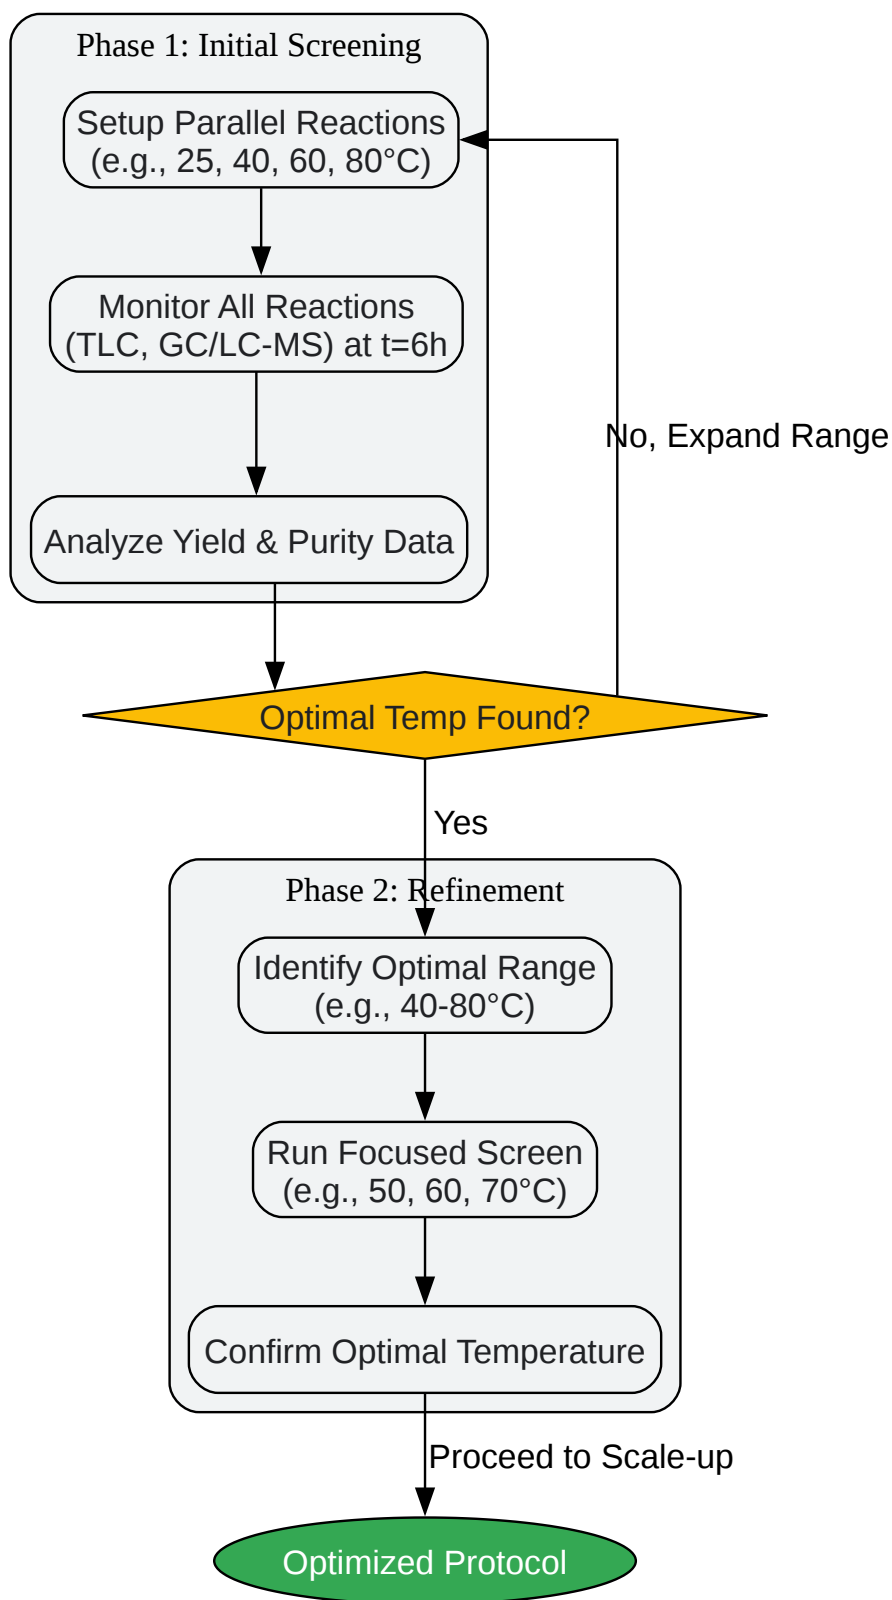 Phase 1: Initial Screening
Setup Parallel Reactions
(e.g., 25, 40, 60, 80°C)
Monitor All Reactions
(TLC, GC/LC-MS) at t=6h
No, Expand Range
Analyze Yield & Purity Data
Optimal Temp Found?
Yes
Phase 2: Refinement
Identify Optimal Range
(e.g., 40-80°C)
Run Focused Screen
(e.g., 50, 60, 70°C)
Confirm Optimal Temperature
Proceed to Scale-up
Optimized Protocol